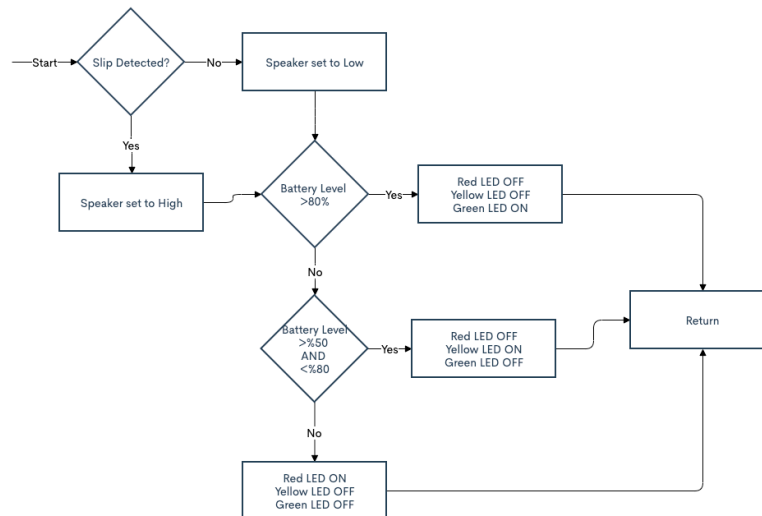 Start
Slip Detected?
No
Speaker set to Low
Yes
Speaker set to High
Battery Level
>80%
Yes
Red LED OFF
Yellow LED OFF
Green LED ON
No
Return
Battery Level
>%50
AND
<%80
Yes
Red LED OFF
Yellow LED ON
Green LED OFF
No
Red LED ON
Yellow LED OFF
Green LED OFF